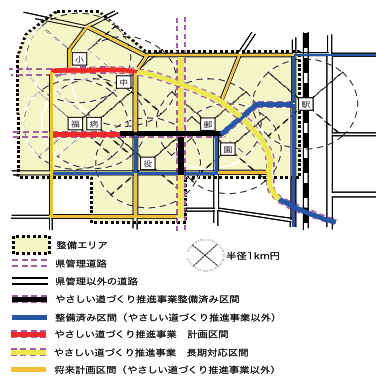 小
中
駅
福 病
郵
園
役
整備エリア
県管理道路
半径1km円
県管理以外の道路
やさしい道づくり推進事業整備済み区間
整備済み区間（やさしい道づくり推進事業以外）
やさしい道づくり推進事業　計画区間
やさしい道づくり推進事業　長期対応区間
将来計画区間（やさしい道づくり推進事業以外）